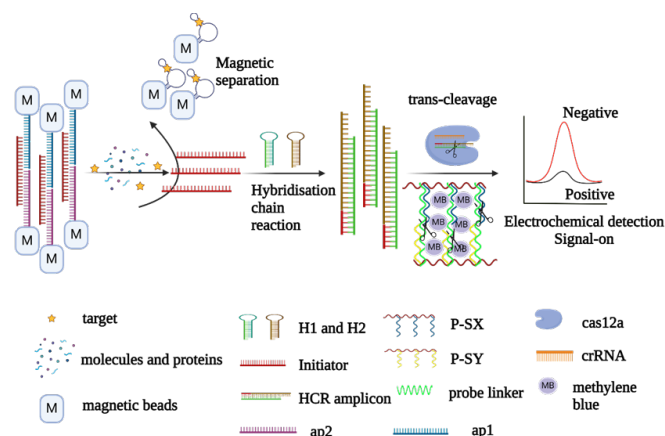 M
M
M
M
Magnetic
separation
M
M
M
M
M
M
Hybridisation
chain
reaction
trans-cleavage
MB
MB
MB
MB
MB
MB
Negative
Positive
Electrochemical detection
Signal-on
target
molecules and proteins
M
magnetic beads
H1 and H2
Initiator
HCR amplicon
ap2
P-SX
P-SY
probe linker
ap1
cas12a
crRNA
MB
methylene
blue